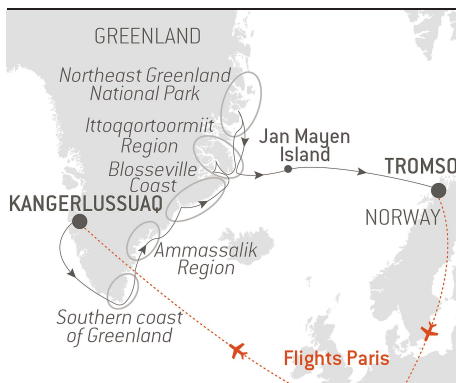 GREENLAND
Northeast Greenland
National Park
Ittoqqortoormiit
Region
Jan Mayen
Island
Blosseville
Coast
TROMSO
KANGERLUSSUAQ
NORWAY
Ammassalik
Region
Southern coast
of Greenland
Flights Paris